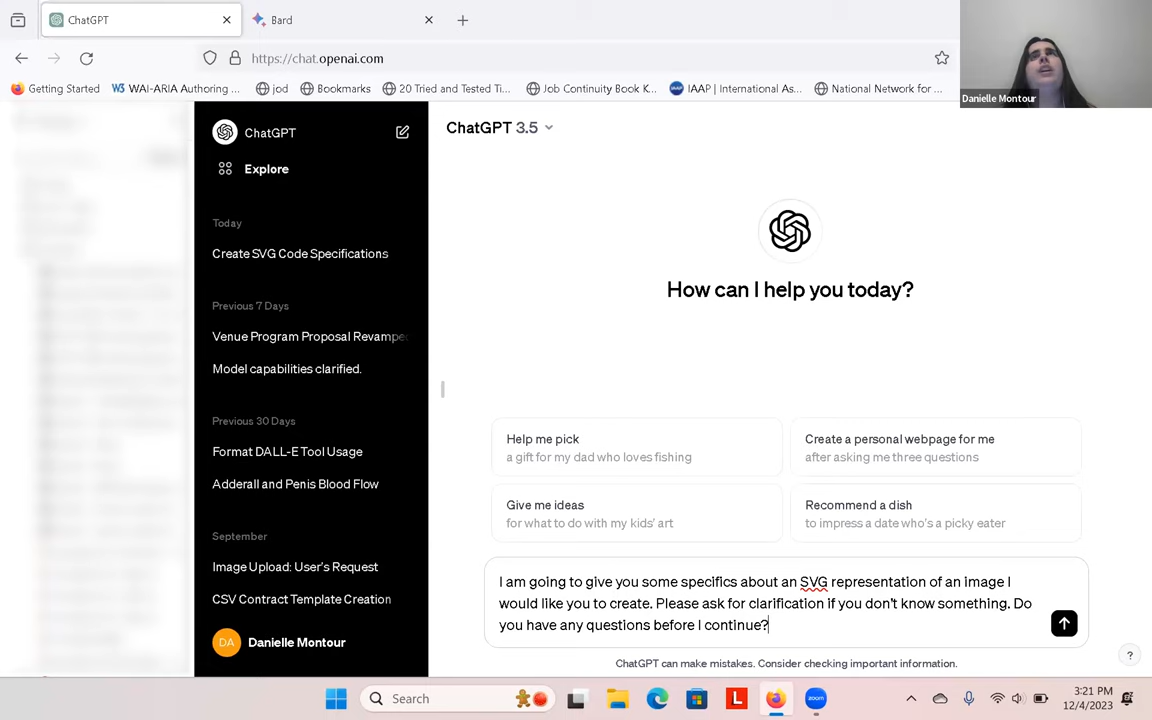 ChatGPT
Bard
https://chat.openai.com
Getting Started
WAI-ARIA Authoring ...
jod
Bookmarks
20 Tried and Tested Ti...
Job Continuity Book K...
IAAP | International As...
National Network for ...
Danielle Montour
ChatGPT
Explore
Today
Create SVG Code Specifications
Previous 7 Days
Venue Program Proposal Revampe
Model capabilities clarified.
Previous 30 Days
Format DALL-E Tool Usage
Adderall and Penis Blood Flow
September
Image Upload: User's Request
CSV Contract Template Creation
DA
Danielle Montour
ChatGPT 3.5
How can I help you today?
Help me pick
a gift for my dad who loves fishing
Create a personal webpage for me
after asking me three questions
Give me ideas
for what to do with my kids' art
Recommend a dish
to impress a date who's a picky eater
I am going to give you some specifics about an SVG representation of an image I
would like you to create. Please ask for clarification if you don't know something. Do
you have any questions before I continue?
ChatGPT can make mistakes. Consider checking important information.
?
Search
L
zoom
3:21 PM
12/4/2023